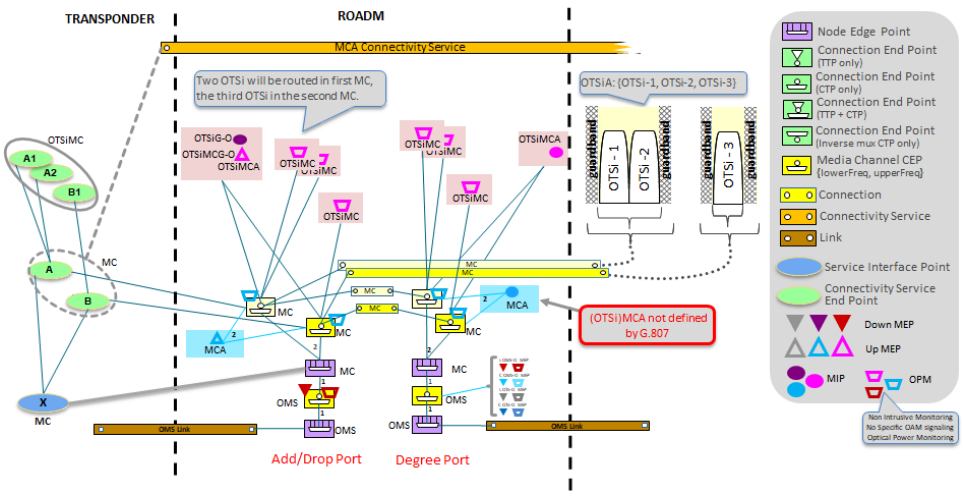 TRANSPONDER
ROADM
MCA Connectivity Service
Two OTSi will be routed in first MC,
the third OTSi in the second MC.
OTSiA: {OTSi-1, OTSi-2, OTSi-3}
OTSiMC
A1
A2
B1
OTSiG-O
OTSiMCG-O
OTSiMCA
OTSiMC
OTSiMC
OTSiMC
OTSiMC
OTSiMCA
guardband
OTSi - 1
OTSi -2
guardband
guardband
OTSi - 3
guardband
A
MC
B
MC
MC
MC
MC
MC
MC
MC
MC
2
MCA
2
MCA
2
2
(OTSi)MCA not defined
by G.807
X
MC
MC
MC
1
1
OMS
OMS
1
1
OMS
OMS
OMS Link
OMS Link
Add/Drop Port
Degree Port
Node Edge Point
Connection End Point
(TTP only)
Connection End Point
(CTP only)
Connection End Point
(TTP + CTP)
Connection End Point
(Inverse mux CTP only)
Media Channel CEP
{lowerFreq, upperFreq}
Connection
Connectivity Service
Link
Service Interface Point
Connectivity Service
End Point
Down MEP
Up MEP
MIP
OPM
Non Intrusive Monitoring
No Specific OAM signaling
Optical Power Monitoring